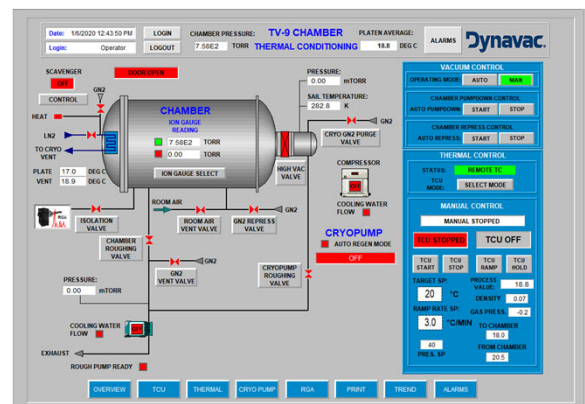 Date: 1/6/2020 12:43:50 PM
Login: Operator
LOGIN
LOGOUT
CHAMBER PRESSURE:
7.58E2 TORR
TV-9 CHAMBER
THERMAL CONDITIONING
PLATEN AVERAGE:
18.8 DEG C
ALARMS
Dynavac.
SCAVENGER
OFF
CONTROL
DOOR OPEN
GN2
HEAT
LN2
TO CRYO
VENT
PLATE 17.0 DEG C
VENT 18.9 DEG C
CHAMBER
ION GAUGE
READING
7.58E2 TORR
0.00 TORR
ION GAUGE SELECT
PRESSURE:
0.00 mTORR
SAIL TEMPERATURE:
282.8 K
GN2
CRYO GN2 PURGE
VALVE
HIGH VAC
VALVE
COMPRESSOR
OFF
COOLING WATER
FLOW
RGA
ISOLATION
VALVE
ROOM AIR
ROOM AIR
VENT VALVE
GN2 REPRESS
VALVE
GN2
CHAMBER
ROUGHING
VALVE
GN2
GN2
VENT VALVE
CRYOPUMP
AUTO REGEN MODE
OFF
CRYOPUMP
ROUGHING
VALVE
PRESSURE:
0.00 mTORR
COOLING WATER
FLOW
OFF
EXHAUST
ROUGH PUMP READY
VACUUM CONTROL
OPERATING MODE: AUTO MAN
CHAMBER PUMPDOWN CONTROL
AUTO PUMPDOWN: START STOP
CHAMBER REPRESS CONTROL
AUTO REPRESS: START STOP
THERMAL CONTROL
STATUS: REMOTE TC
TCU
MODE:
SELECT MODE
MANUAL CONTROL
MANUAL STOPPED
TCU STOPPED
TCU OFF
TCU
START
TCU
STOP
TCU
RAMP
TCU
HOLD
TARGET SP:
20 °C
RAMP RATE SP:
3.0 °C/MIN
40
PRES. SP
PROCESS
VALUE: 18.8
DENSITY 0.07
GAS PRESS. -0.2
TO CHAMBER
18.0
FROM CHAMBER
20.5
OVERVIEW
TCU
THERMAL
CRYO PUMP
RGA
PRINT
TREND
ALARMS